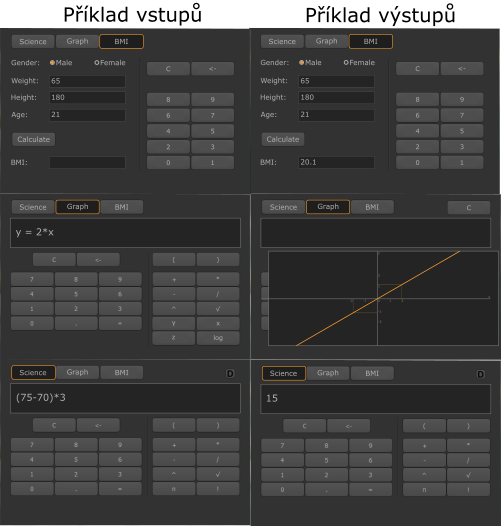 Příklad vstupů
Příklad výstupů
Science Graph BMI
Gender: Male Female
Weight: 65
Height: 180
Age: 21
C <-
8 9
6 7
4 5
2 3
0 1
Calculate
BMI:
Science Graph BMI
Gender: Male Female
Weight: 65
Height: 180
Age: 21
C <-
8 9
6 7
4 5
2 3
0 1
Calculate
BMI: 20.1
Science Graph BMI
y = 2*x
C <- ( )
7 8 9 + *
4 5 6 - /
1 2 3 ^ √
0 . = y x
log
Science Graph BMI C
Science Graph BMI
(75-70)*3
C <- ( )
7 8 9 + *
4 5 6 - /
1 2 3 ^ √
0 . = !
Science Graph BMI
15
C <- ( )
7 8 9 + *
4 5 6 - /
1 2 3 ^ √
0 . = !